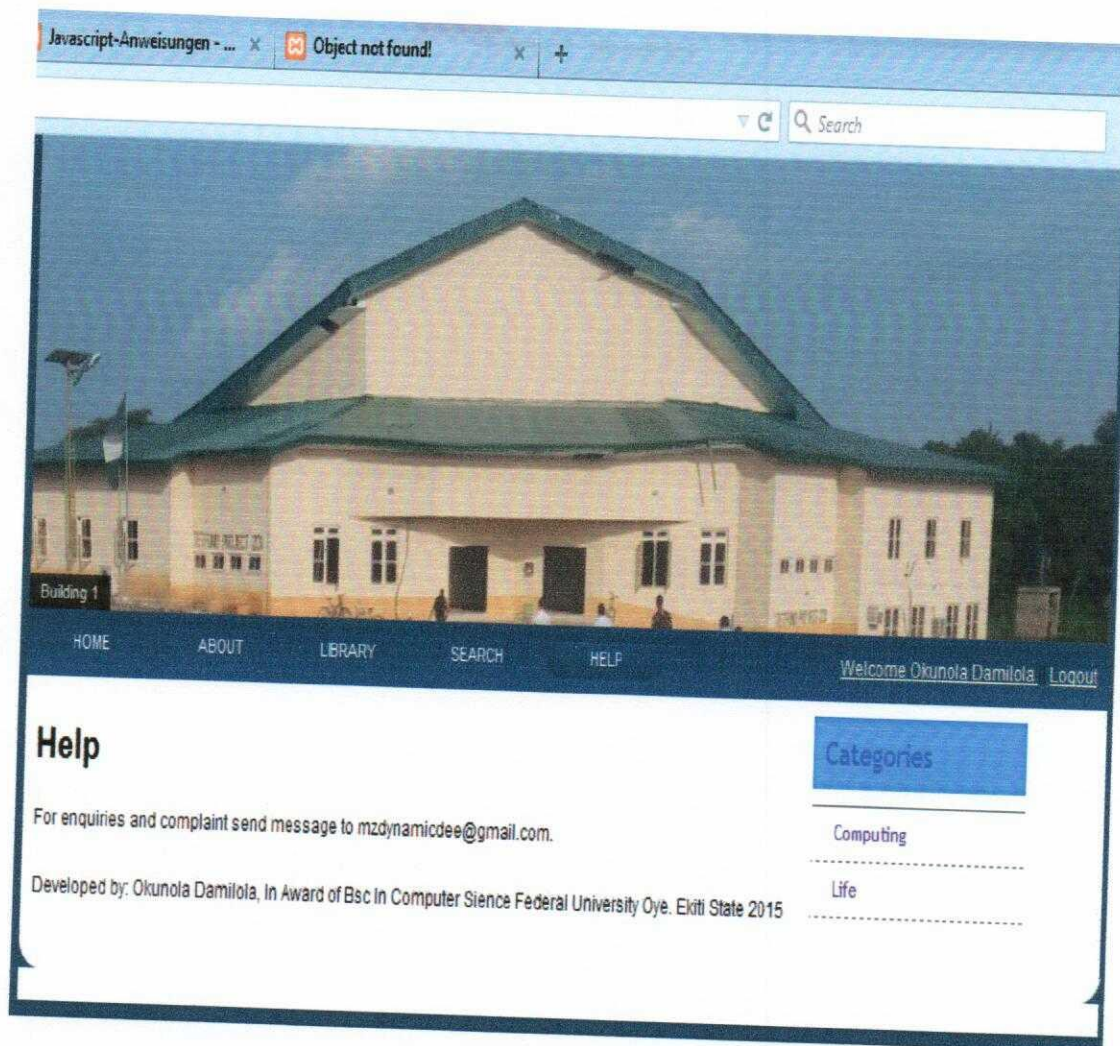 Javascript-Anweisungen - ... × Object not found! × +
Search
TETFUND PROJECT
Building 1
HOME ABOUT LIBRARY SEARCH HELP Welcome Okunola Damilola Logout
Help
For enquiries and complaint send message to mzdynamicdee@gmail.com.
Developed by: Okunola Damilola, In Award of Bsc In Computer Sience Federal University Oye. Ekiti State 2015
Categories
Computing
Life